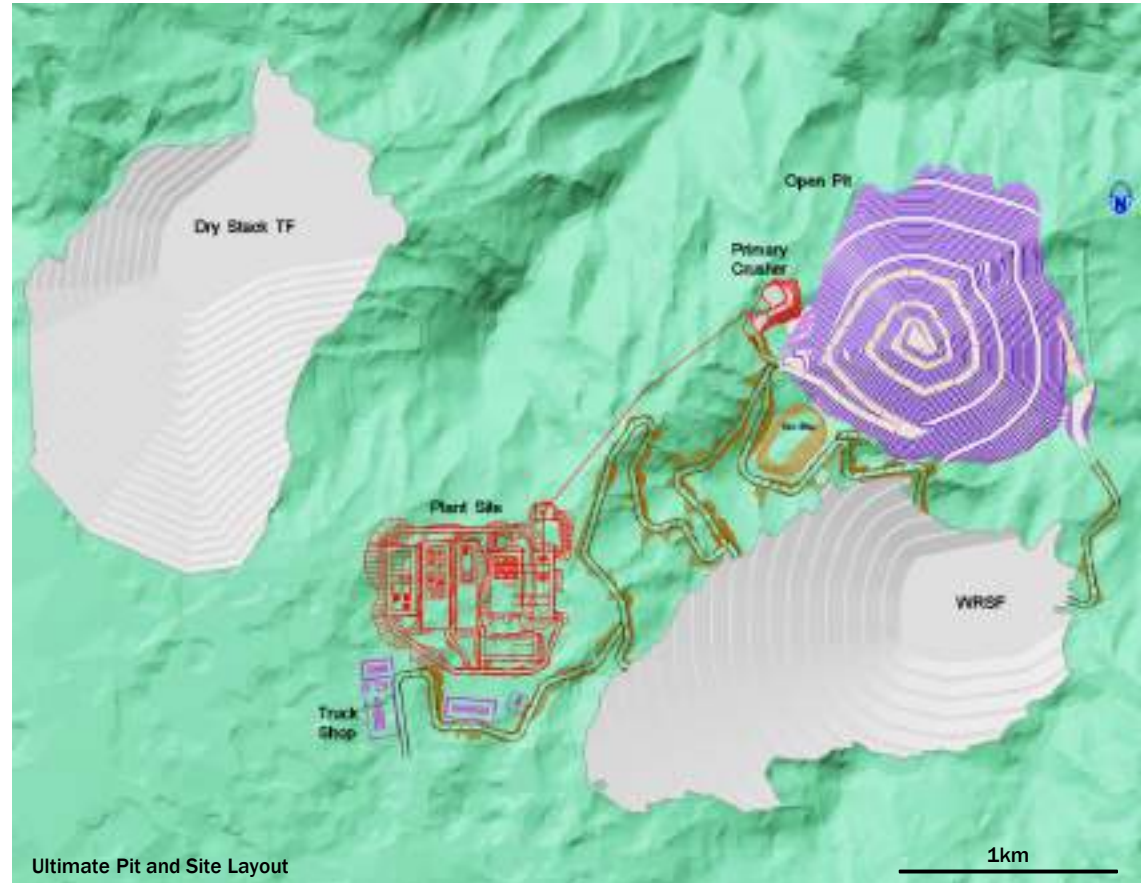 Open Pit
N
Primary
Crusher
Dry Stack TF
Plant Site
WRSF
Truck
Shop
Ultimate Pit and Site Layout
1km